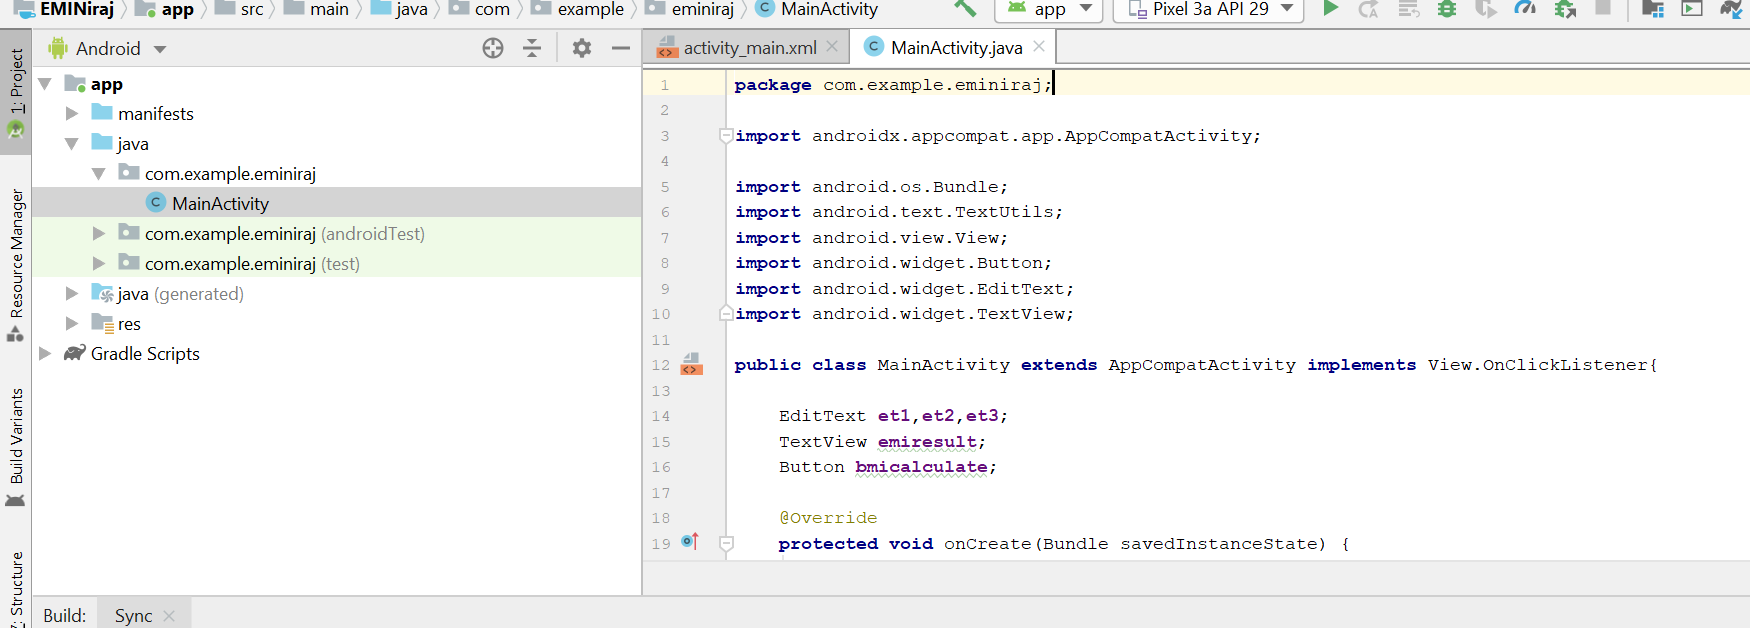 EMINiraj app src main java com example eminiraj MainActivity app Pixel 3a API 29
Android
activity_main.xml MainActivity.java
1: Project
Resource Manager
Build Variants
7: Structure
app
manifests
java
com.example.eminiraj
MainActivity
com.example.eminiraj (androidTest)
com.example.eminiraj (test)
java (generated)
res
Gradle Scripts
1 package com.example.eminiraj;
2
3 import androidx.appcompat.app.AppCompatActivity;
4
5 import android.os.Bundle;
6 import android.text.TextUtils;
7 import android.view.View;
8 import android.widget.Button;
9 import android.widget.EditText;
10 import android.widget.TextView;
11
12 public class MainActivity extends AppCompatActivity implements View.OnClickListener{
13
14 EditText et1,et2,et3;
15 TextView emiresult;
16 Button bmicalculate;
17
18 @Override
19 protected void onCreate(Bundle savedInstanceState) {
Build: Sync